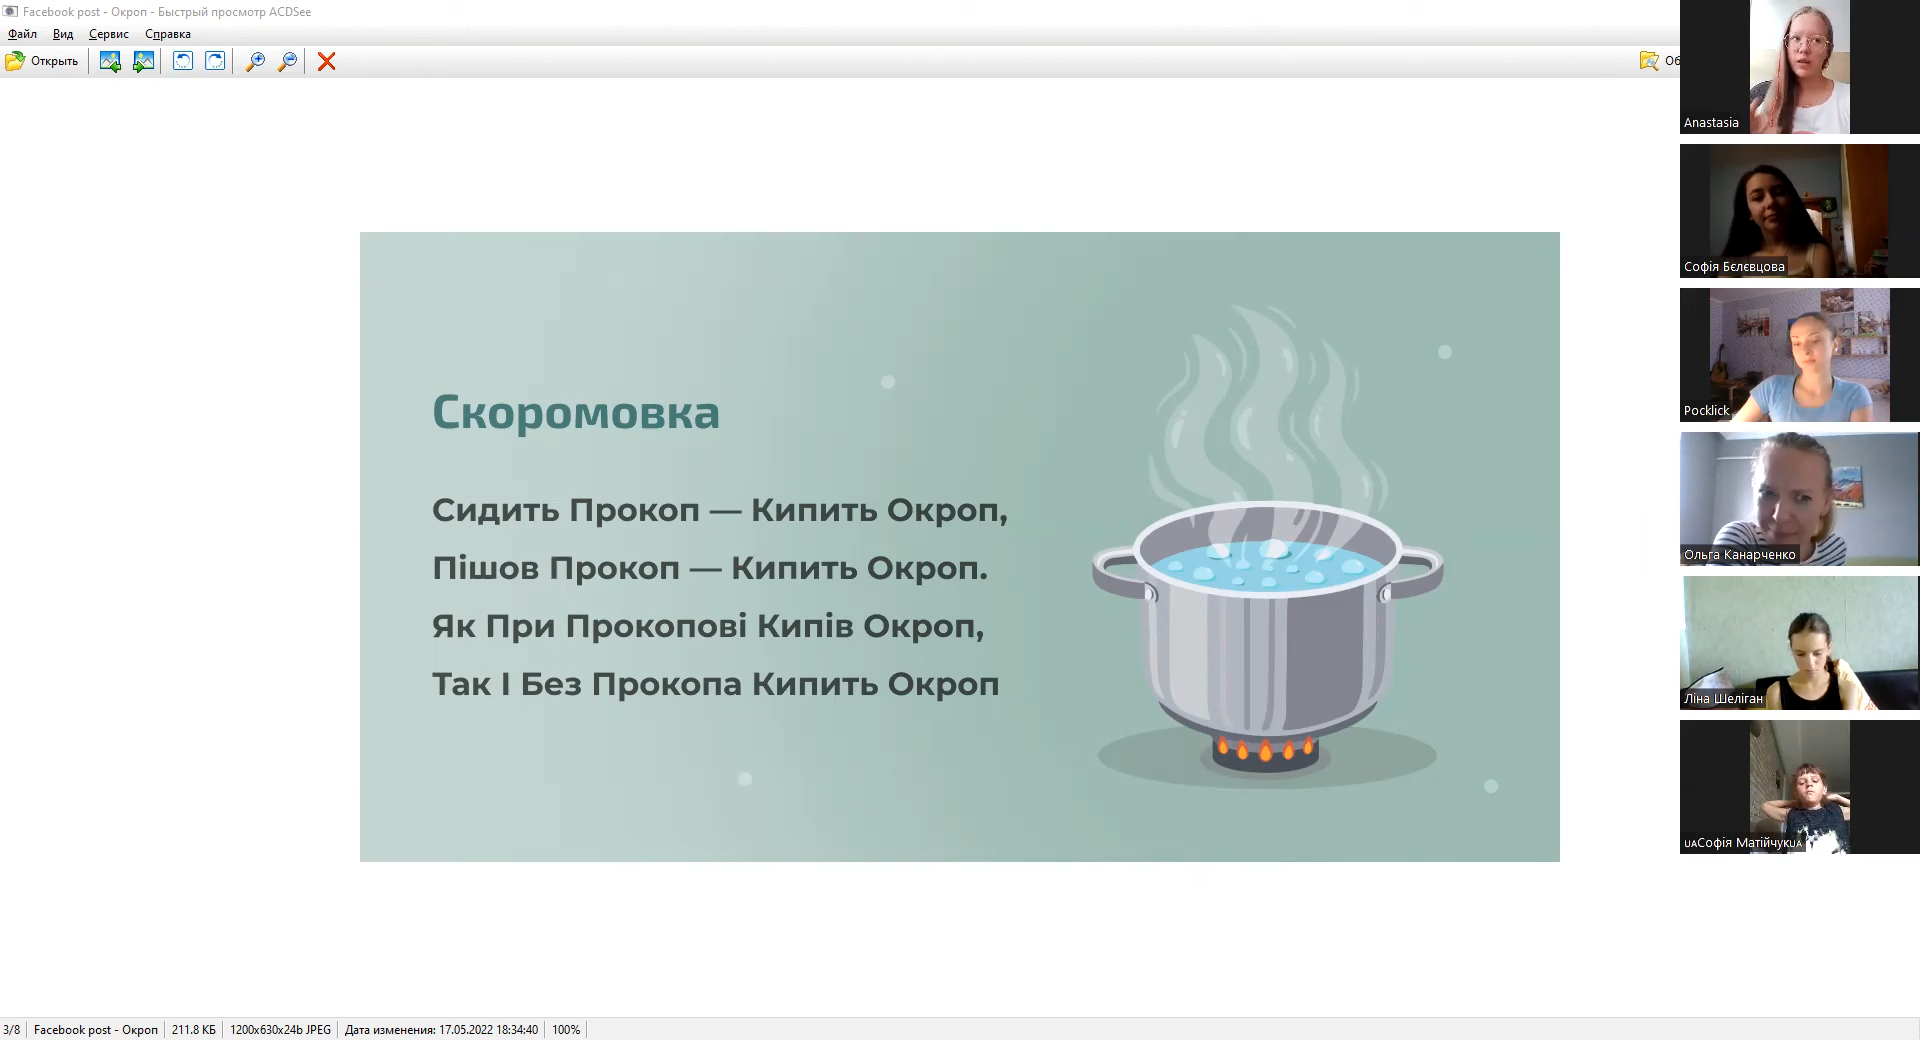 Facebook post - Окроп - Быстрый просмотр ACDSee
Файл Вид Сервис Справка
Открыть
Об
Скоромовка
Сидить Прокоп — Кипить Окроп,
Пішов Прокоп — Кипить Окроп.
Як При Прокопові Кипів Окроп,
Так І Без Прокопа Кипить Окроп
Anastasia
Софія Бєлєвцова
Pocklick
Ольга Канарченко
Ліна Шеліган
UAСофія МатійчукUA
3/8 Facebook post - Окроп 211.8 КБ 1200x630x24b JPEG Дата изменения: 17.05.2022 18:34:40 100%